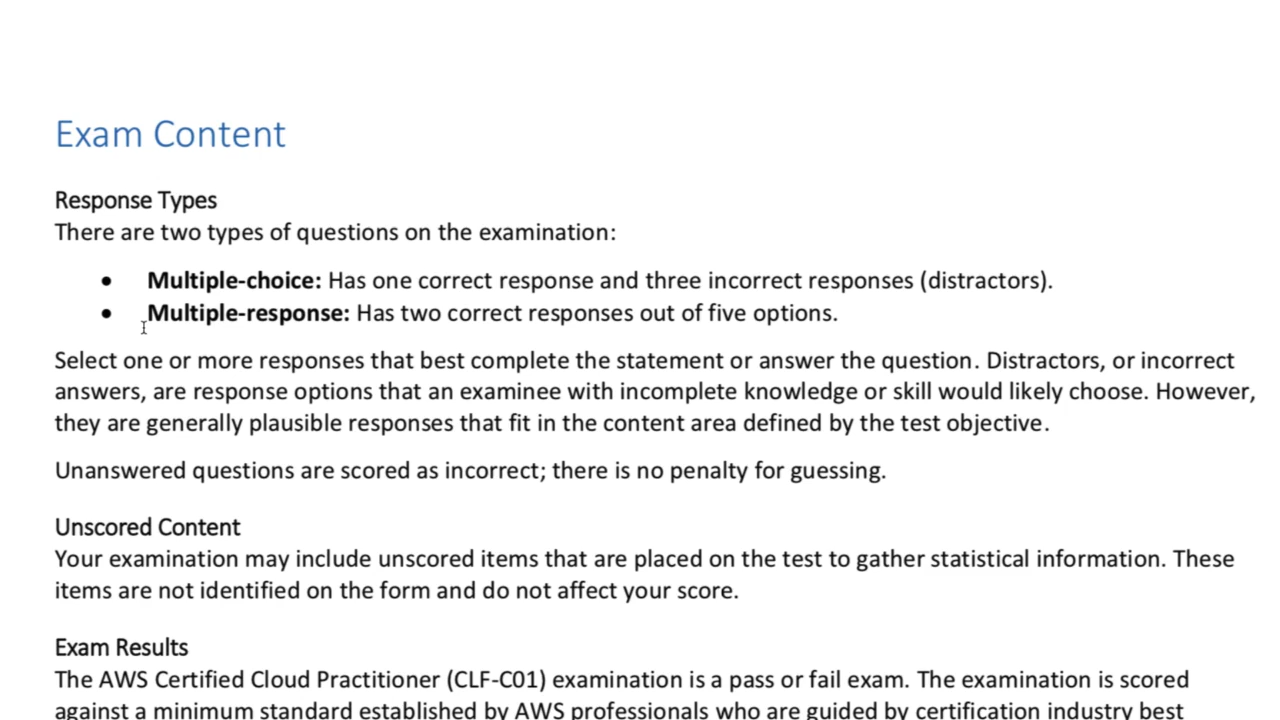 Exam Content
Response Types
There are two types of questions on the examination:
• Multiple-choice: Has one correct response and three incorrect responses (distractors).
• Multiple-response: Has two correct responses out of five options.
Select one or more responses that best complete the statement or answer the question. Distractors, or incorrect
answers, are response options that an examinee with incomplete knowledge or skill would likely choose. However,
they are generally plausible responses that fit in the content area defined by the test objective.
Unanswered questions are scored as incorrect; there is no penalty for guessing.
Unscored Content
Your examination may include unscored items that are placed on the test to gather statistical information. These
items are not identified on the form and do not affect your score.
Exam Results
The AWS Certified Cloud Practitioner (CLF-C01) examination is a pass or fail exam. The examination is scored
against a minimum standard established by AWS professionals who are guided by certification industry best